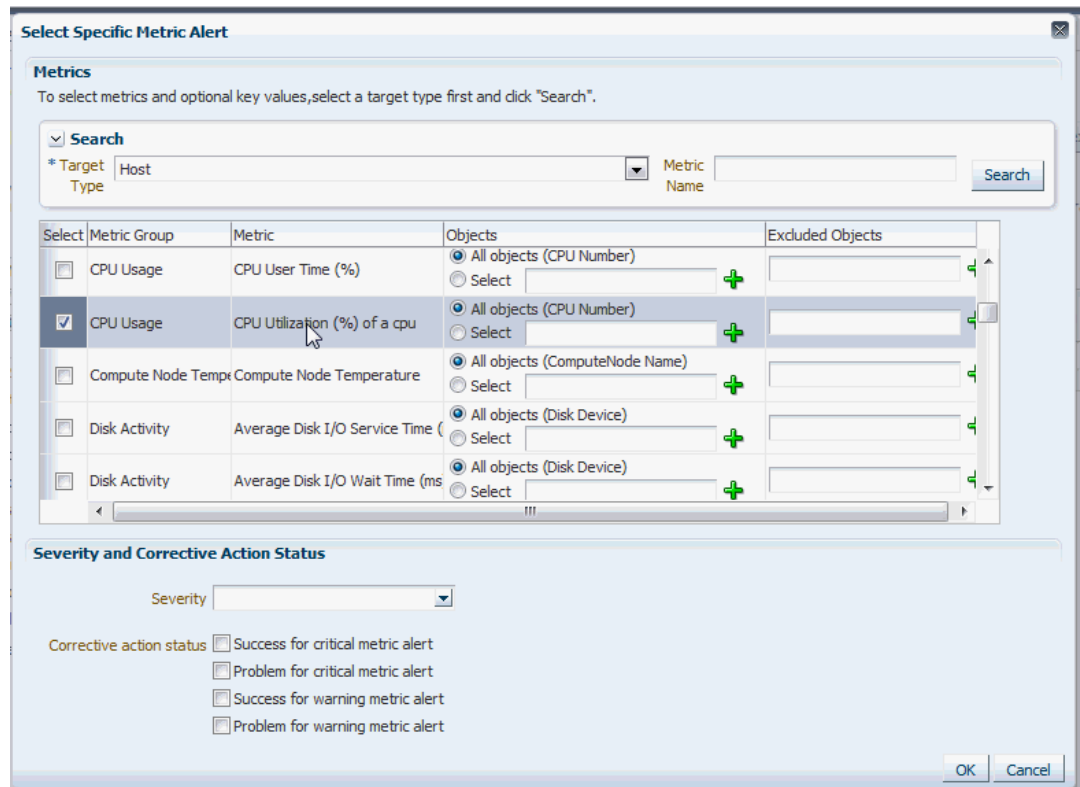 Select Specific Metric Alert
Metrics
To select metrics and optional key values,select a target type first and click "Search".
Search
* Target Type Host Metric Name Search
Select Metric Group Metric Objects Excluded Objects
CPU Usage CPU User Time (%) All objects (CPU Number)
Select
CPU Usage CPU Utilization (%) of a cpu All objects (CPU Number)
Select
Compute Node Tempe Compute Node Temperature All objects (ComputeNode Name)
Select
Disk Activity Average Disk I/O Service Time ( All objects (Disk Device)
Select
Disk Activity Average Disk I/O Wait Time (ms All objects (Disk Device)
Select
Severity and Corrective Action Status
Severity
Corrective action status Success for critical metric alert
Problem for critical metric alert
Success for warning metric alert
Problem for warning metric alert
OK Cancel